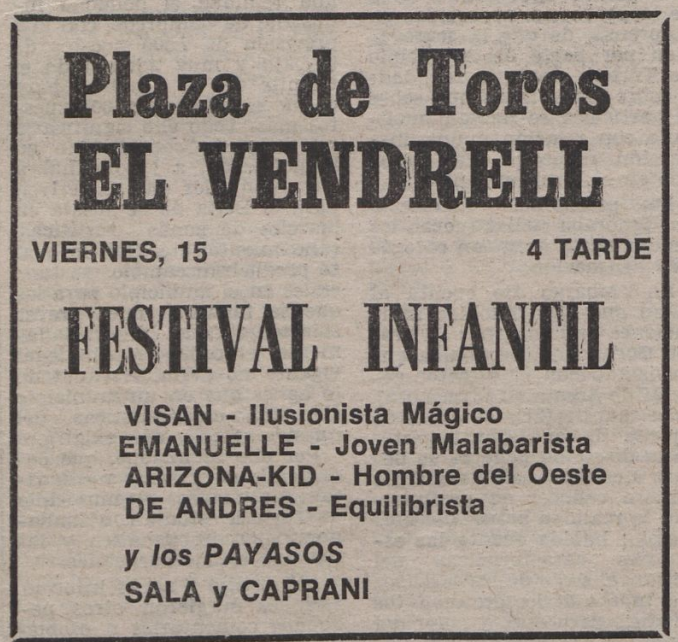 Plaza de Toros
EL VENDRELL
VIERNES, 15 4 TARDE
FESTIVAL INFANTIL
VISAN - Ilusionista Mágico
EMANUELLE - Joven Malabarista
ARIZONA-KID - Hombre del Oeste
DE ANDRES - Equilibrista
y los PAYASOS
SALA y CAPRANI